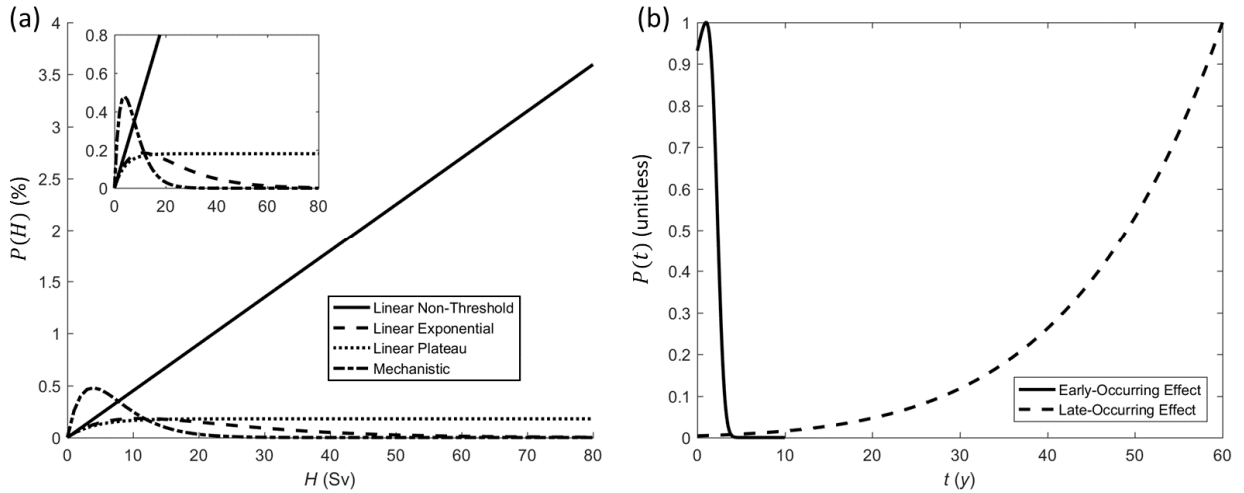 (a)
4
3.5
3
2.5
2
1.5
1
0.5
0
P(H) (%)
0.8
0.6
0.4
0.2
0
0 20 40 60 80
Linear Non-Threshold
Linear Exponential
Linear Plateau
Mechanistic
0 10 20 30 40 50 60 70 80
H (Sv)
(b)
1
0.9
0.8
0.7
0.6
0.5
0.4
0.3
0.2
0.1
0
P(t) (unitless)
Early-Occurring Effect
Late-Occurring Effect
0 10 20 30 40 50 60
t (y)